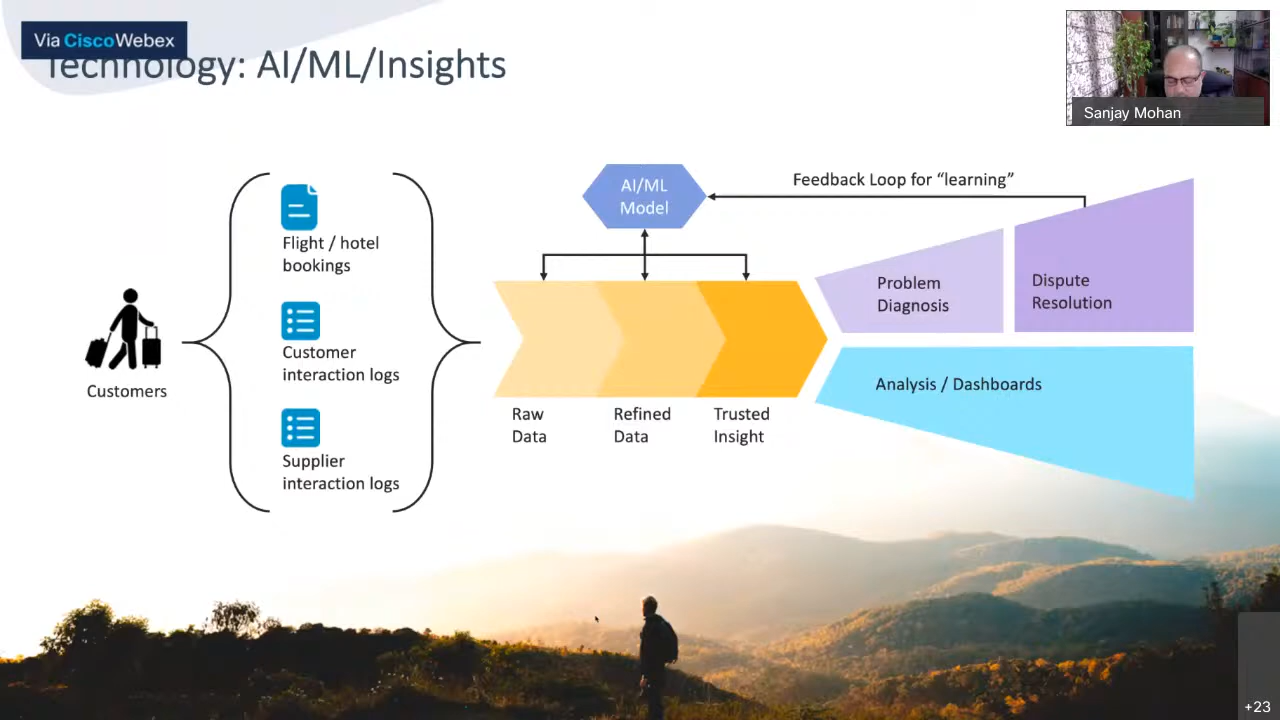 Via CiscoWebex
Technology: AI/ML/Insights
Sanjay Mohan
Customers
Flight / hotel
bookings
Customer
interaction logs
Supplier
interaction logs
AI/ML
Model
Raw
Data
Refined
Data
Trusted
Insight
Feedback Loop for “learning”
Problem
Diagnosis
Dispute
Resolution
Analysis / Dashboards
+23